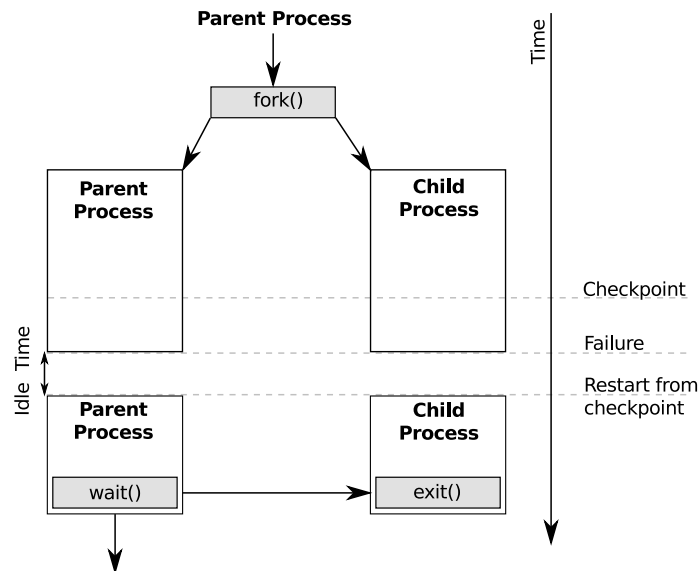 Parent Process
Time
fork()
Parent
Process
Child
Process
Checkpoint
Failure
Idle Time
Restart from
checkpoint
Parent
Process
Child
Process
wait()
exit()